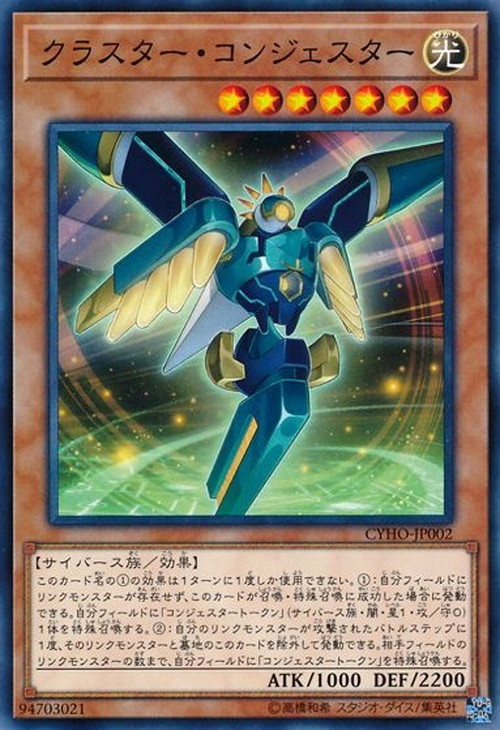 クラスター・コンジェスター
光
CYHO-JP002
【サイバース族／効果】
このカード名の①の効果は1ターンに1度しか使用できない。①：自分フィールドに
リンクモンスターが存在せず、このカードが召喚・特殊召喚に成功した場合に発動
できる。自分フィールドに「コンジェスタートークン」（サイバース族・闇・星1・攻／守0）
1体を特殊召喚する。②：自分のリンクモンスターが攻撃されたバトルステップに
1度、そのリンクモンスターと墓地のこのカードを除外して発動できる。相手フィールドの
リンクモンスターの数まで、自分フィールドに「コンジェスタートークン」を特殊召喚する。
ATK/1000 DEF/2200
94703021
©高橋和希 スタジオ・ダイス/集英社